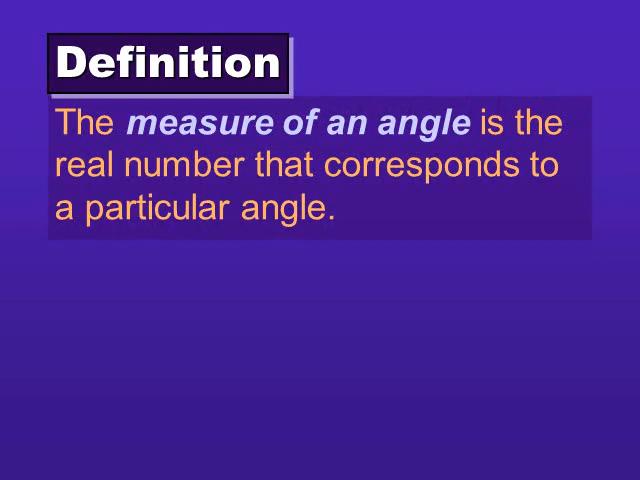 Definition
The measure of an angle is the
real number that corresponds to
a particular angle.